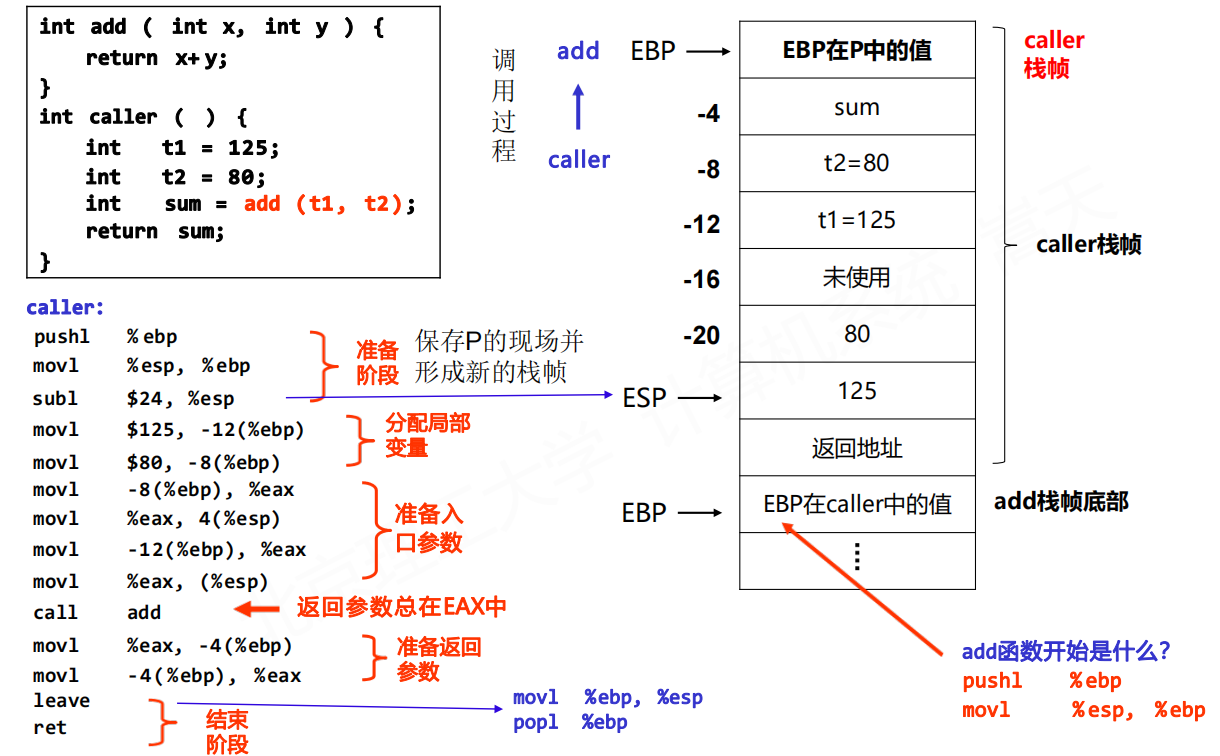 int add ( int x, int y ) {
return x+y;
}
int caller ( ) {
int t1 = 125;
int t2 = 80;
int sum = add (t1, t2);
return sum;
}
调用过程
add
caller
EBP
EBP在P中的值
-4
sum
-8
t2=80
-12
t1=125
-16
未使用
-20
80
ESP
125
返回地址
EBP
EBP在caller中的值
caller
栈帧
caller栈帧
add栈帧底部
caller:
pushl %ebp
movl %esp, %ebp
subl $24, %esp
准备
阶段
保存P的现场并
形成新的栈帧
movl $125, -12(%ebp)
movl $80, -8(%ebp)
分配局部
变量
movl -8(%ebp), %eax
movl %eax, 4(%esp)
movl -12(%ebp), %eax
movl %eax, (%esp)
准备入
口参数
call add
返回参数总在EAX中
movl %eax, -4(%ebp)
movl -4(%ebp), %eax
准备返回
参数
leave
ret
结束
阶段
movl %ebp, %esp
popl %ebp
add函数开始是什么?
pushl %ebp
movl %esp, %ebp